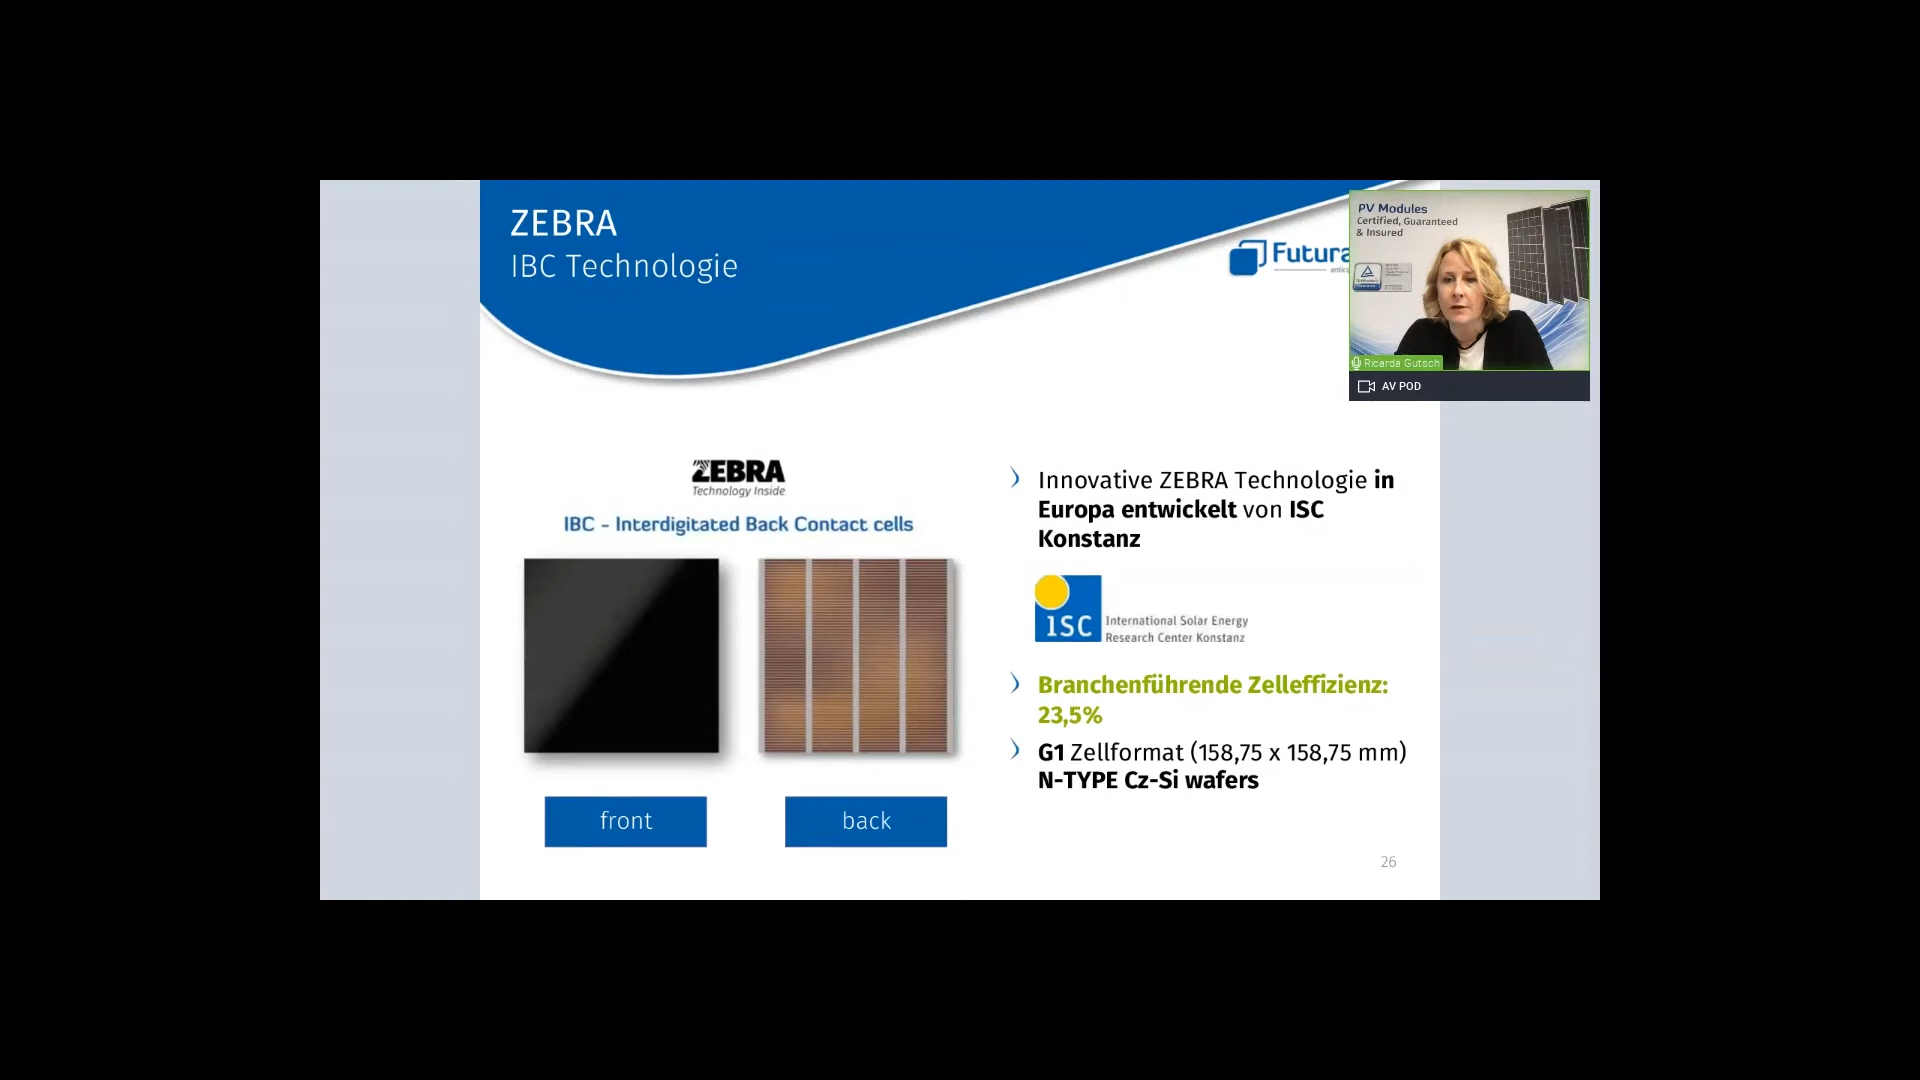 ZEBRA
IBC Technologie
Futura
PV Modules
Certified, Guaranteed
& Insured
Ricarda Gutsch
AV POD
ZEBRA
Technology Inside
IBC - Interdigitated Back Contact cells
front
back
Innovative ZEBRA Technologie in
Europa entwickelt von ISC
Konstanz
ISC
International Solar Energy
Research Center Konstanz
Branchenführende Zelleffizienz:
23,5%
G1 Zellformat (158,75 x 158,75 mm)
N-TYPE Cz-Si wafers
26